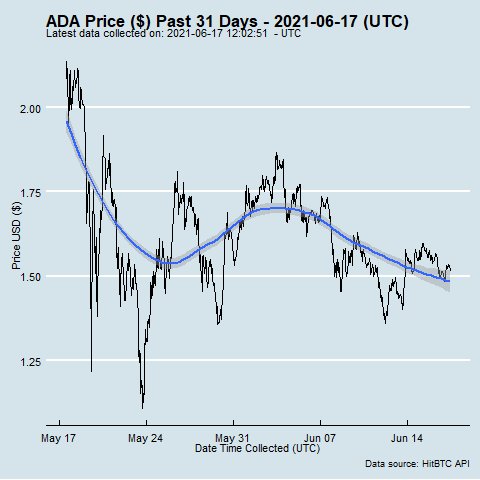 ADA Price ($) Past 31 Days - 2021-06-17 (UTC)
Latest data collected on: 2021-06-17 12:02:51 - UTC
2.00
1.75
1.50
1.25
Price USD ($)
May 17 May 24 May 31 Jun 07 Jun 14
Date Time Collected (UTC)
Data source: HitBTC API